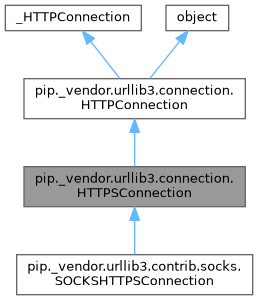 _HTTPConnection
object
pip._vendor.urllib3.connection.
HTTPConnection
pip._vendor.urllib3.connection.
HTTPSConnection
pip._vendor.urllib3.contrib.socks.
SOCKSHTTPSConnection